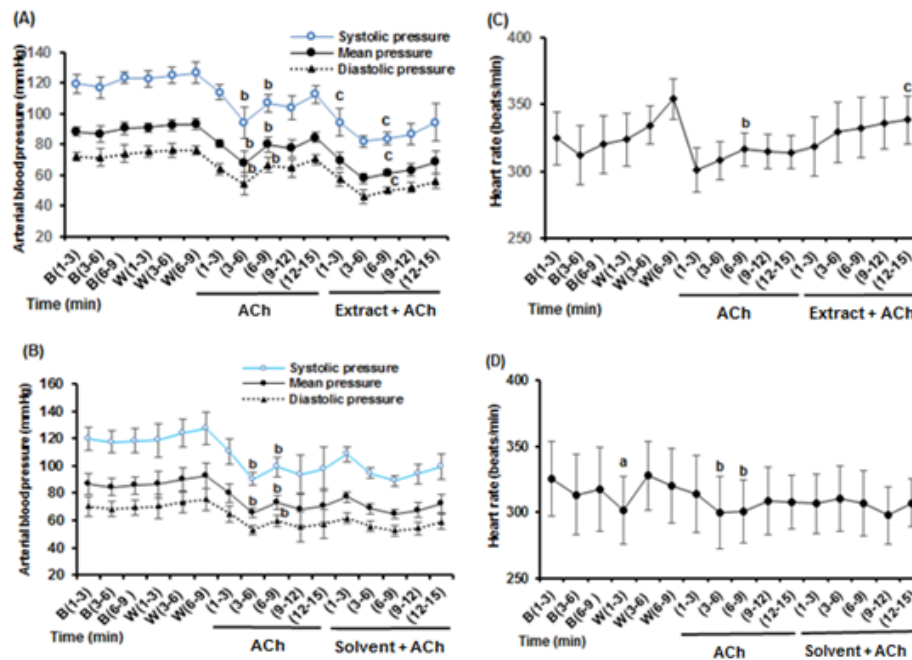 (A)
Systolic pressure
Mean pressure
Diastolic pressure
Arterial bloodpressure (mmHg)
140
120
100
80
60
40
20
b
b
c
b
b
c
b
b
c
c
B(1-3)
B(3-6)
B(6-9 )
W(1-3)
W(3-6)
W(6-9)
(1-3)
(3-6)
(6-9)
(9-12)
(12-15)
(1-3)
(3-6)
(6-9)
(9-12)
(12-15)
Time (min)
ACh
Extract + ACh
(C)
Heart rate (beats/min)
400
350
300
250
b
c
B(1-3)
B(3-6)
B(6-9 )
W(1-3)
W(3-6)
W(6-9)
(1-3)
(3-6)
(6-9)
(9-12)
(12-15)
(1-3)
(3-6)
(6-9)
(9-12)
(12-15)
Time (min)
ACh
Extract + ACh
(B)
Systolic pressure
Mean pressure
Diastolic pressure
Arterial bloodpressure (mmHg)
160
140
120
100
80
60
40
20
b
b
b
b
b
b
B(1-3)
B(3-6)
B(6-9 )
W(1-3)
W(3-6)
W(6-9)
(1-3)
(3-6)
(6-9)
(9-12)
(12-15)
(1-3)
(3-6)
(6-9)
(9-12)
(12-15)
Time (min)
ACh
Solvent + ACh
(D)
Heart rate (beats/min)
400
350
300
250
a
b
b
B(1-3)
B(3-6)
B(6-9 )
W(1-3)
W(3-6)
W(6-9)
(1-3)
(3-6)
(6-9)
(9-12)
(12-15)
(1-3)
(3-6)
(6-9)
(9-12)
(12-15)
Time (min)
ACh
Solvent + ACh